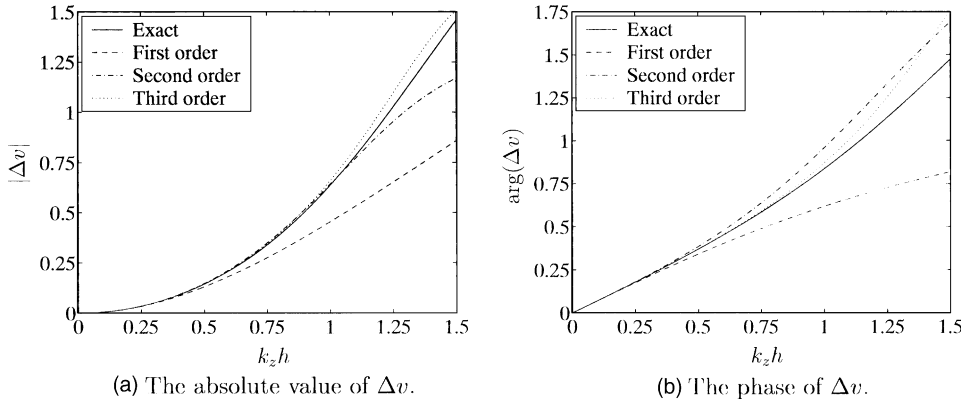 1.5
1.25
1
0.75
0.5
0.25
0
|Δv|
Exact
First order
Second order
Third order
0 0.25 0.5 0.75 1 1.25 1.5
k_z h
(a) The absolute value of Δv.
1.75
1.5
1.25
1
0.75
0.5
0.25
0
arg(Δv)
Exact
First order
Second order
Third order
0 0.25 0.5 0.75 1 1.25 1.5
k_z h
(b) The phase of Δv.